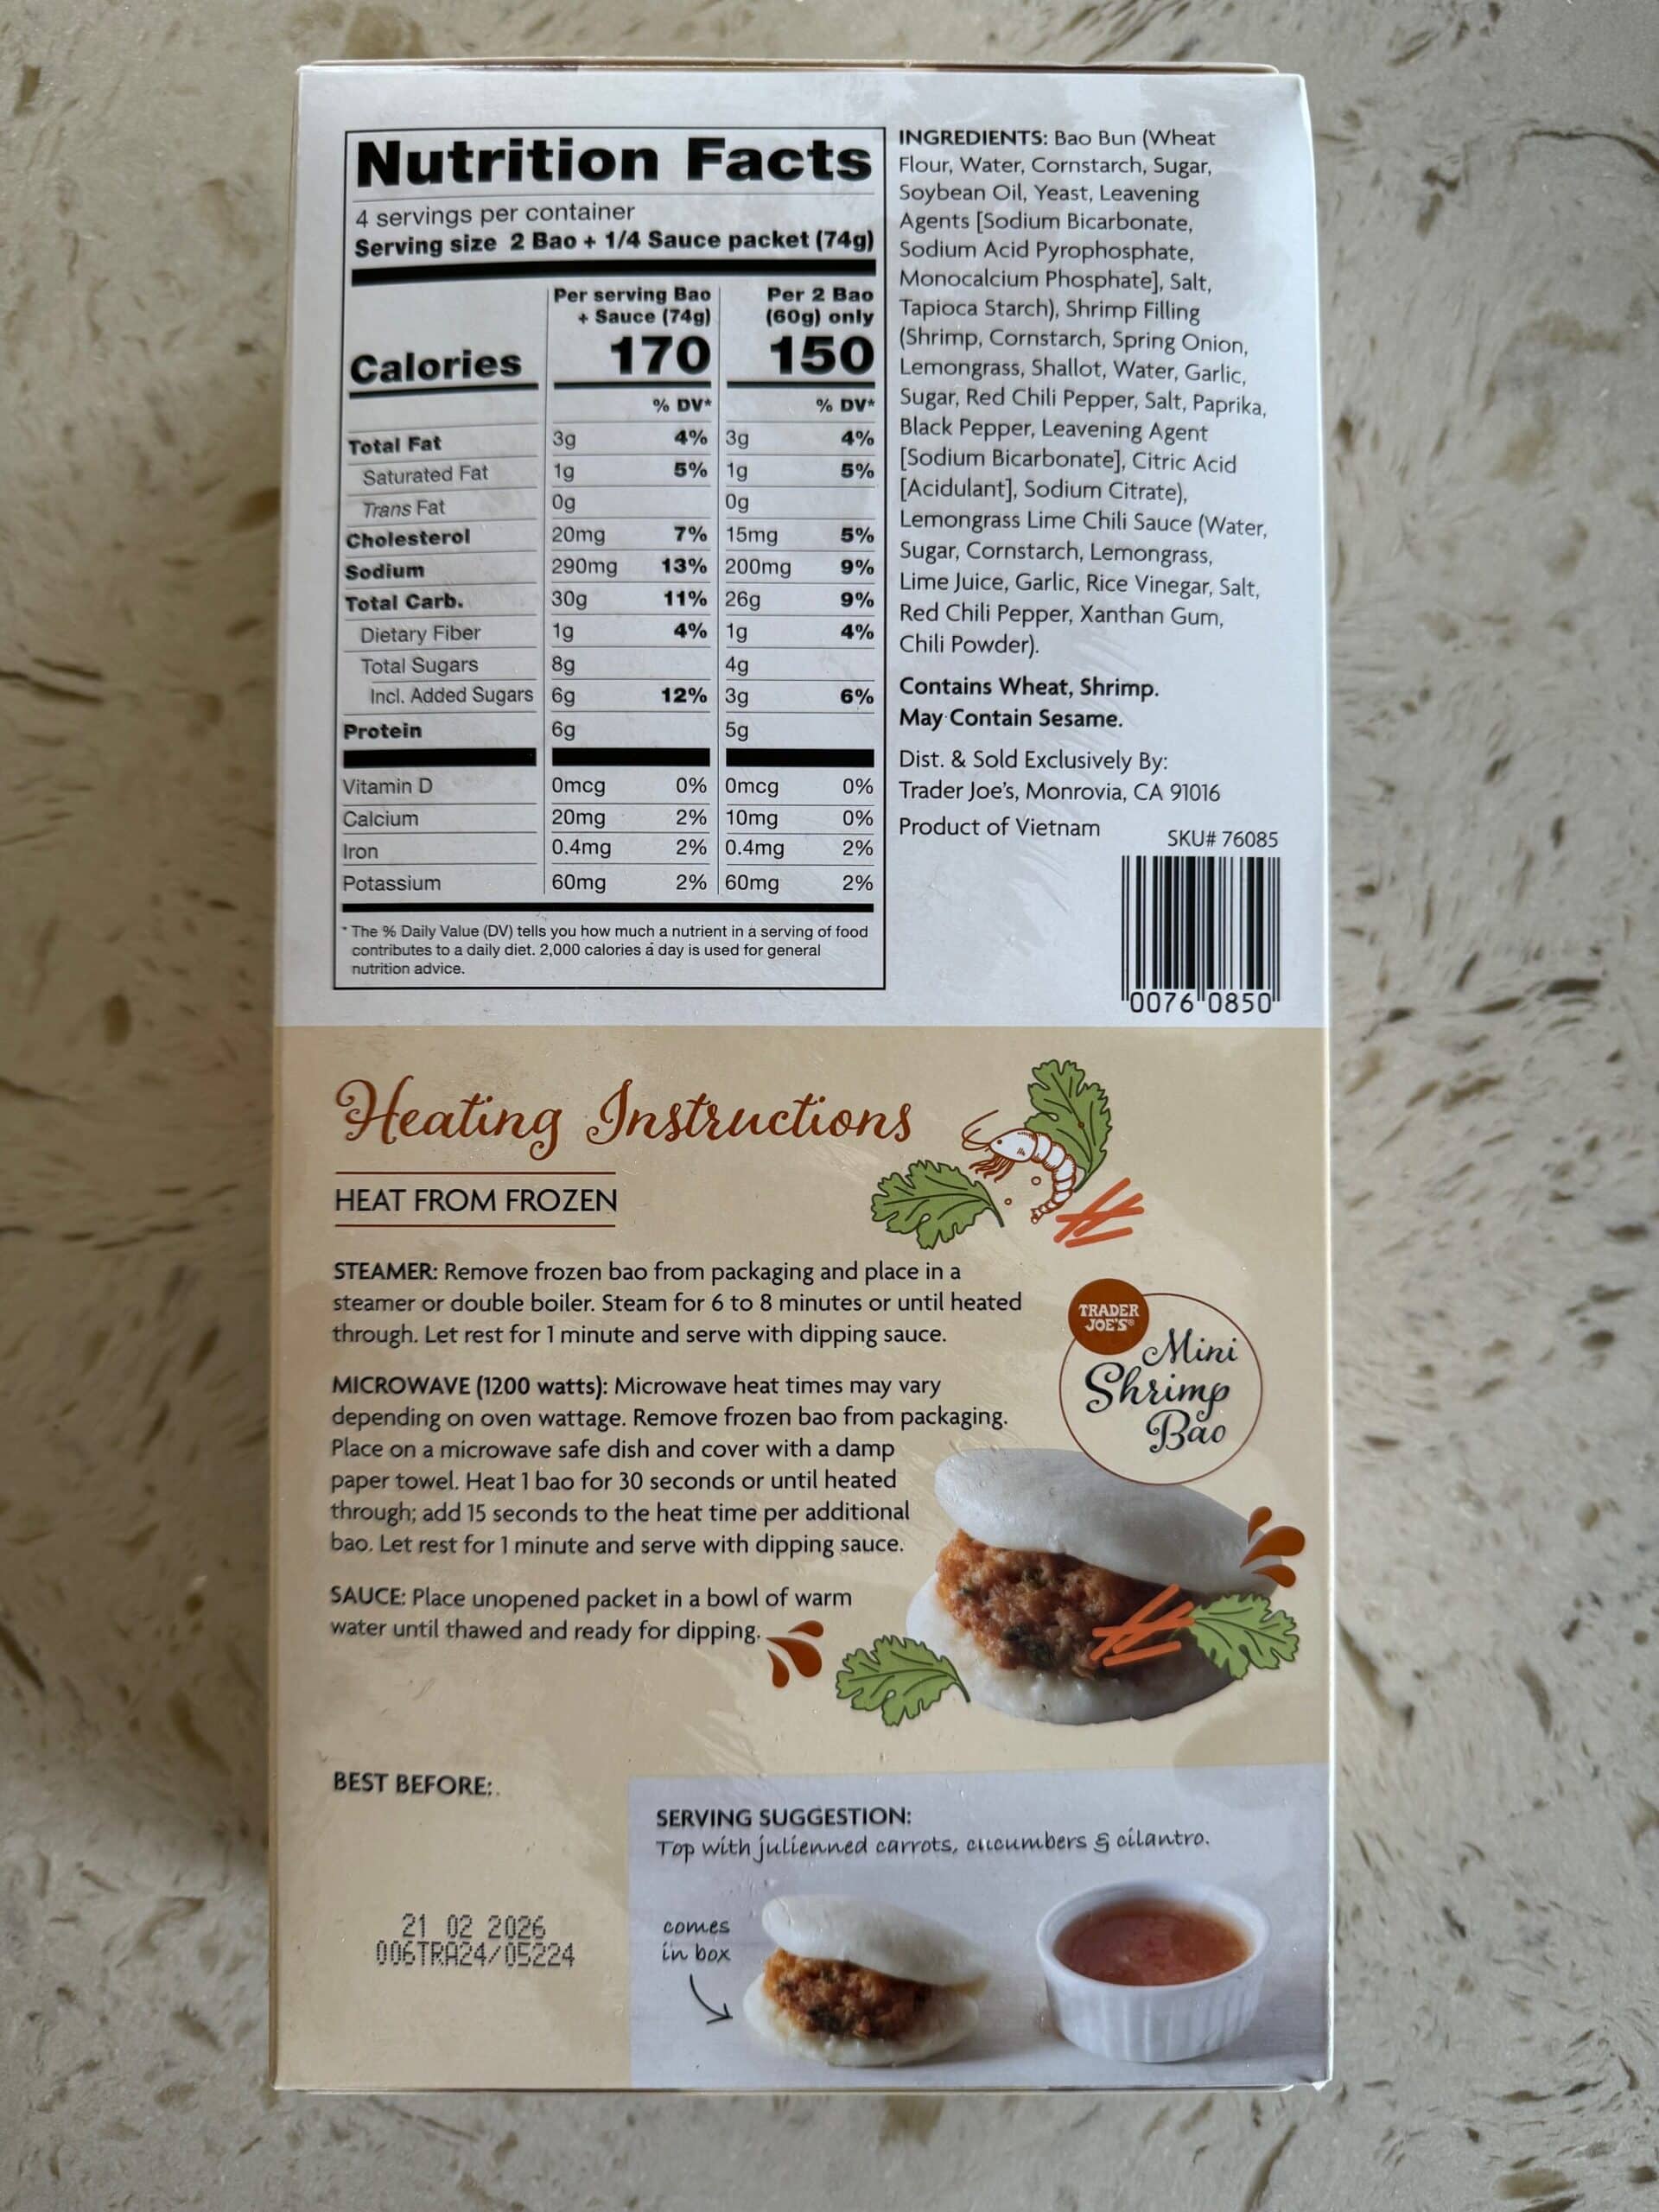 Nutrition Facts
4 servings per container
Serving size 2 Bao + 1/4 Sauce packet (74g)
Per serving Bao + Sauce (74g) Per 2 Bao (60g) only
Calories 170 150
% DV* % DV*
Total Fat 3g 4% 3g 4%
Saturated Fat 1g 5% 1g 5%
Trans Fat 0g 0g
Cholesterol 20mg 7% 15mg 5%
Sodium 290mg 13% 200mg 9%
Total Carb. 30g 11% 26g 9%
Dietary Fiber 1g 4% 1g 4%
Total Sugars 8g 4g
Incl. Added Sugars 6g 12% 3g 6%
Protein 6g 5g
Vitamin D 0mcg 0% 0mcg 0%
Calcium 20mg 2% 10mg 0%
Iron 0.4mg 2% 0.4mg 2%
Potassium 60mg 2% 60mg 2%
* The % Daily Value (DV) tells you how much a nutrient in a serving of food
contributes to a daily diet. 2,000 calories a day is used for general
nutrition advice.
INGREDIENTS: Bao Bun (Wheat
Flour, Water, Cornstarch, Sugar,
Soybean Oil, Yeast, Leavening
Agents [Sodium Bicarbonate,
Sodium Acid Pyrophosphate,
Monocalcium Phosphate], Salt,
Tapioca Starch), Shrimp Filling
(Shrimp, Cornstarch, Spring Onion,
Lemongrass, Shallot, Water, Garlic,
Sugar, Red Chili Pepper, Salt, Paprika,
Black Pepper, Leavening Agent
[Sodium Bicarbonate], Citric Acid
[Acidulant], Sodium Citrate),
Lemongrass Lime Chili Sauce (Water,
Sugar, Cornstarch, Lemongrass,
Lime Juice, Garlic, Rice Vinegar, Salt,
Red Chili Pepper, Xanthan Gum,
Chili Powder).
Contains Wheat, Shrimp.
May Contain Sesame.
Dist. & Sold Exclusively By:
Trader Joe's, Monrovia, CA 91016
Product of Vietnam
SKU# 76085
0076 0850
Heating Instructions
HEAT FROM FROZEN
STEAMER: Remove frozen bao from packaging and place in a
steamer or double boiler. Steam for 6 to 8 minutes or until heated
through. Let rest for 1 minute and serve with dipping sauce.
MICROWAVE (1200 watts): Microwave heat times may vary
depending on oven wattage. Remove frozen bao from packaging.
Place on a microwave safe dish and cover with a damp
paper towel. Heat 1 bao for 30 seconds or until heated
through; add 15 seconds to the heat time per additional
bao. Let rest for 1 minute and serve with dipping sauce.
SAUCE: Place unopened packet in a bowl of warm
water until thawed and ready for dipping.
TRADER
JOE'S®
Mini
Shrimp
Bao
BEST BEFORE:
21 02 2026
006TRA24/05224
SERVING SUGGESTION:
Top with julienned carrots, cucumbers & cilantro.
comes
in box